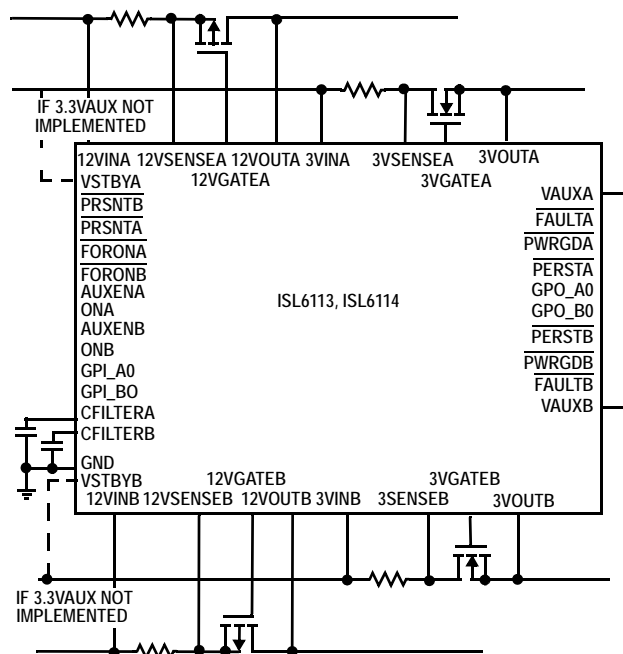 IF 3.3VAUX NOT
IMPLEMENTED
12VINA 12VSENSEA 12VOUTA 3VINA 3VSENSEA 3VOUTA
12VGATEA 3VGATEA
VSTBYA
PRSNTB
PRSNTA
FORONA
FORONB
AUXENA
ONA
AUXENB
ONB
GPI_A0
GPI_BO
CFILTERA
CFILTERB
GND
VSTBYB
ISL6113, ISL6114
VAUXA
FAULTA
PWRGDA
PERSTA
GPO_A0
GPO_B0
PERSTB
PWRGDB
FAULTB
VAUXB
12VGATEB 3VGATEB
12VINB 12VSENSEB 12VOUTB 3VINB 3SENSEB 3VOUTB
IF 3.3VAUX NOT
IMPLEMENTED